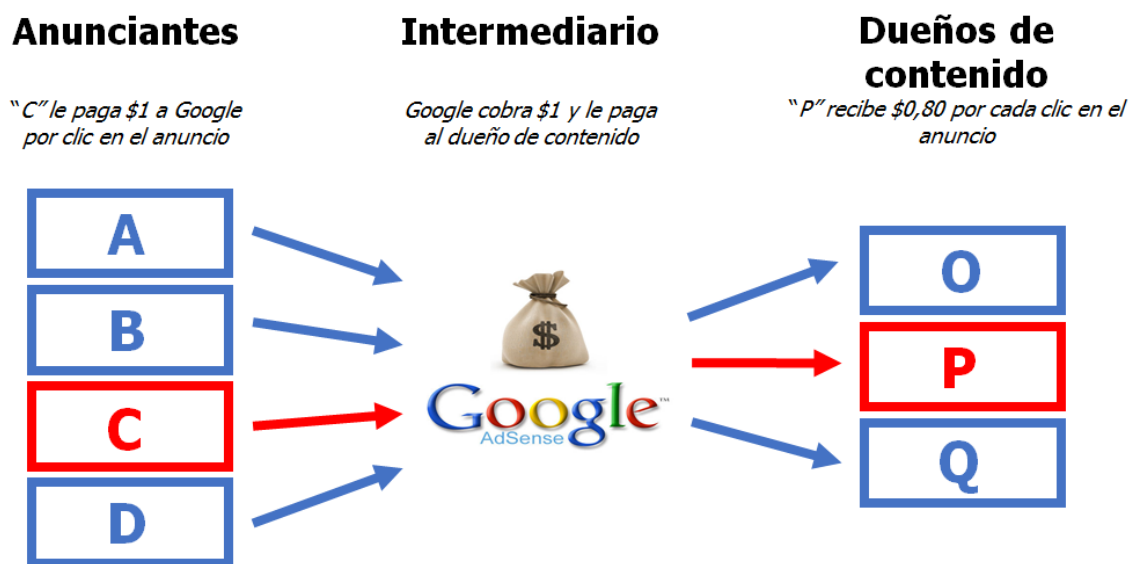 Anunciantes
"C" le paga $1 a Google
por clic en el anuncio
A
B
C
D
Intermediario
Google cobra $1 y le paga
al dueño de contenido
$
Google™
AdSense
Dueños de
contenido
"P" recibe $0,80 por cada clic en el
anuncio
O
P
Q